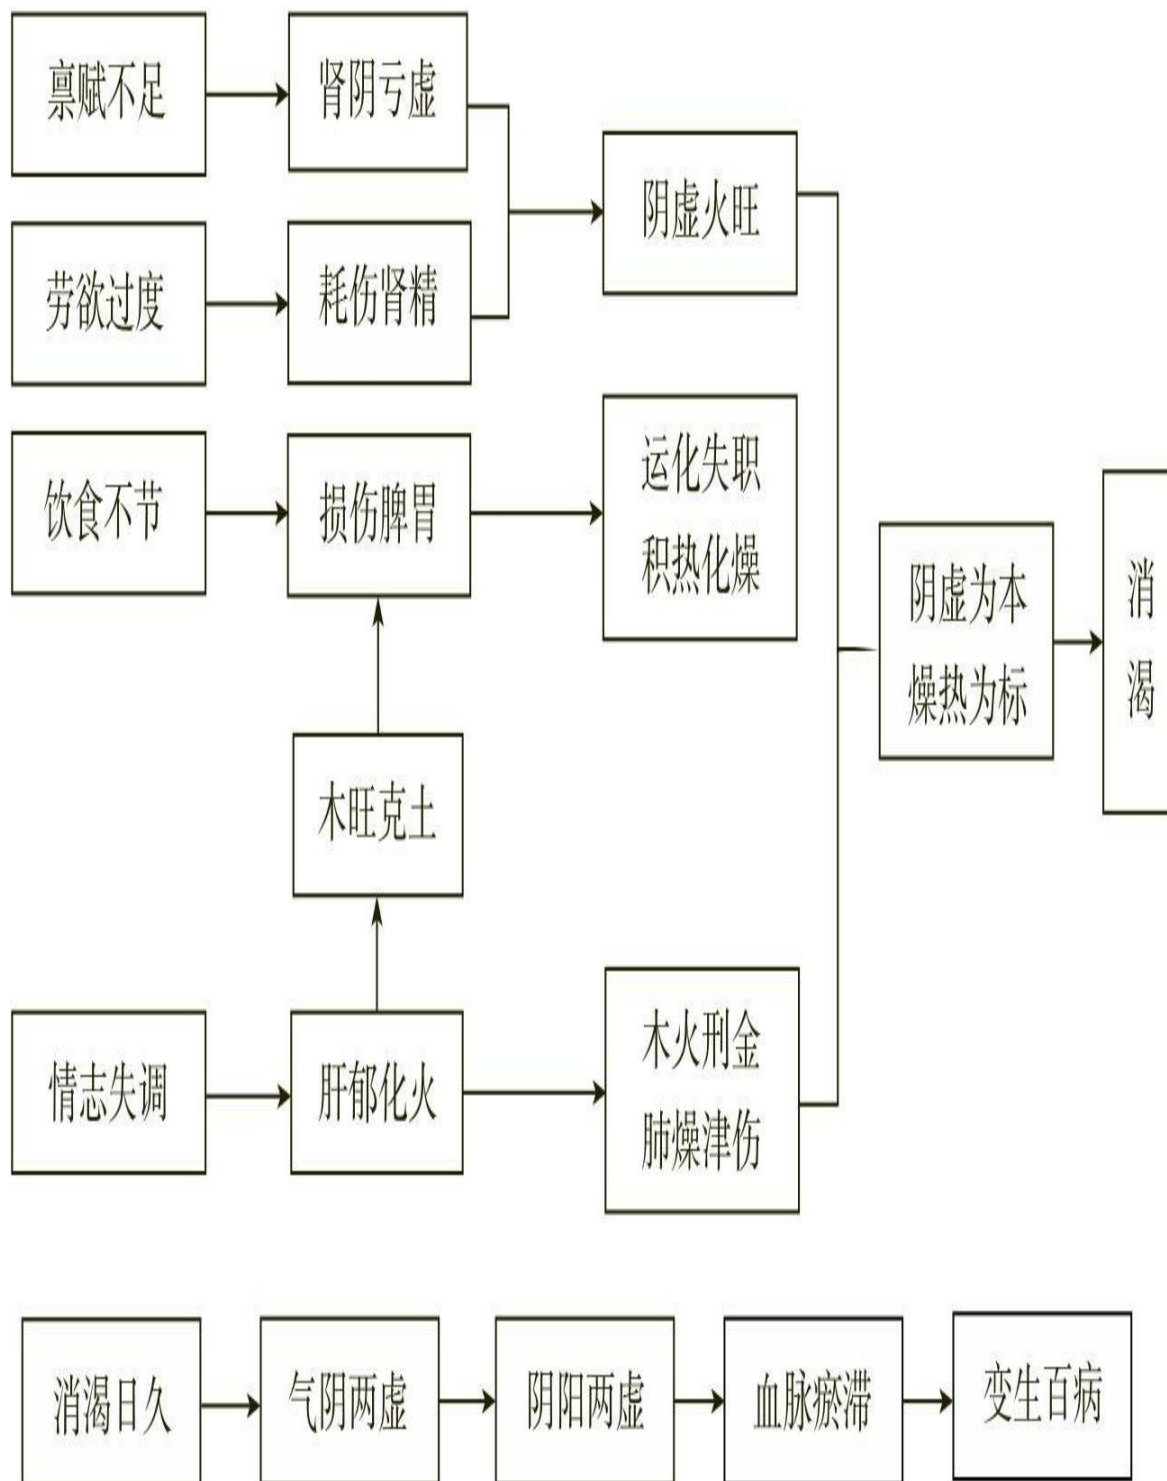 禀赋不足
肾阴亏虚
劳欲过度
耗伤肾精
阴虚火旺
饮食不节
损伤脾胃
运化失职
积热化燥
木旺克土
情志失调
肝郁化火
木火刑金
肺燥津伤
阴虚为本
燥热为标
消
渴
消渴日久
气阴两虚
阴阳两虚
血脉瘀滞
变生百病